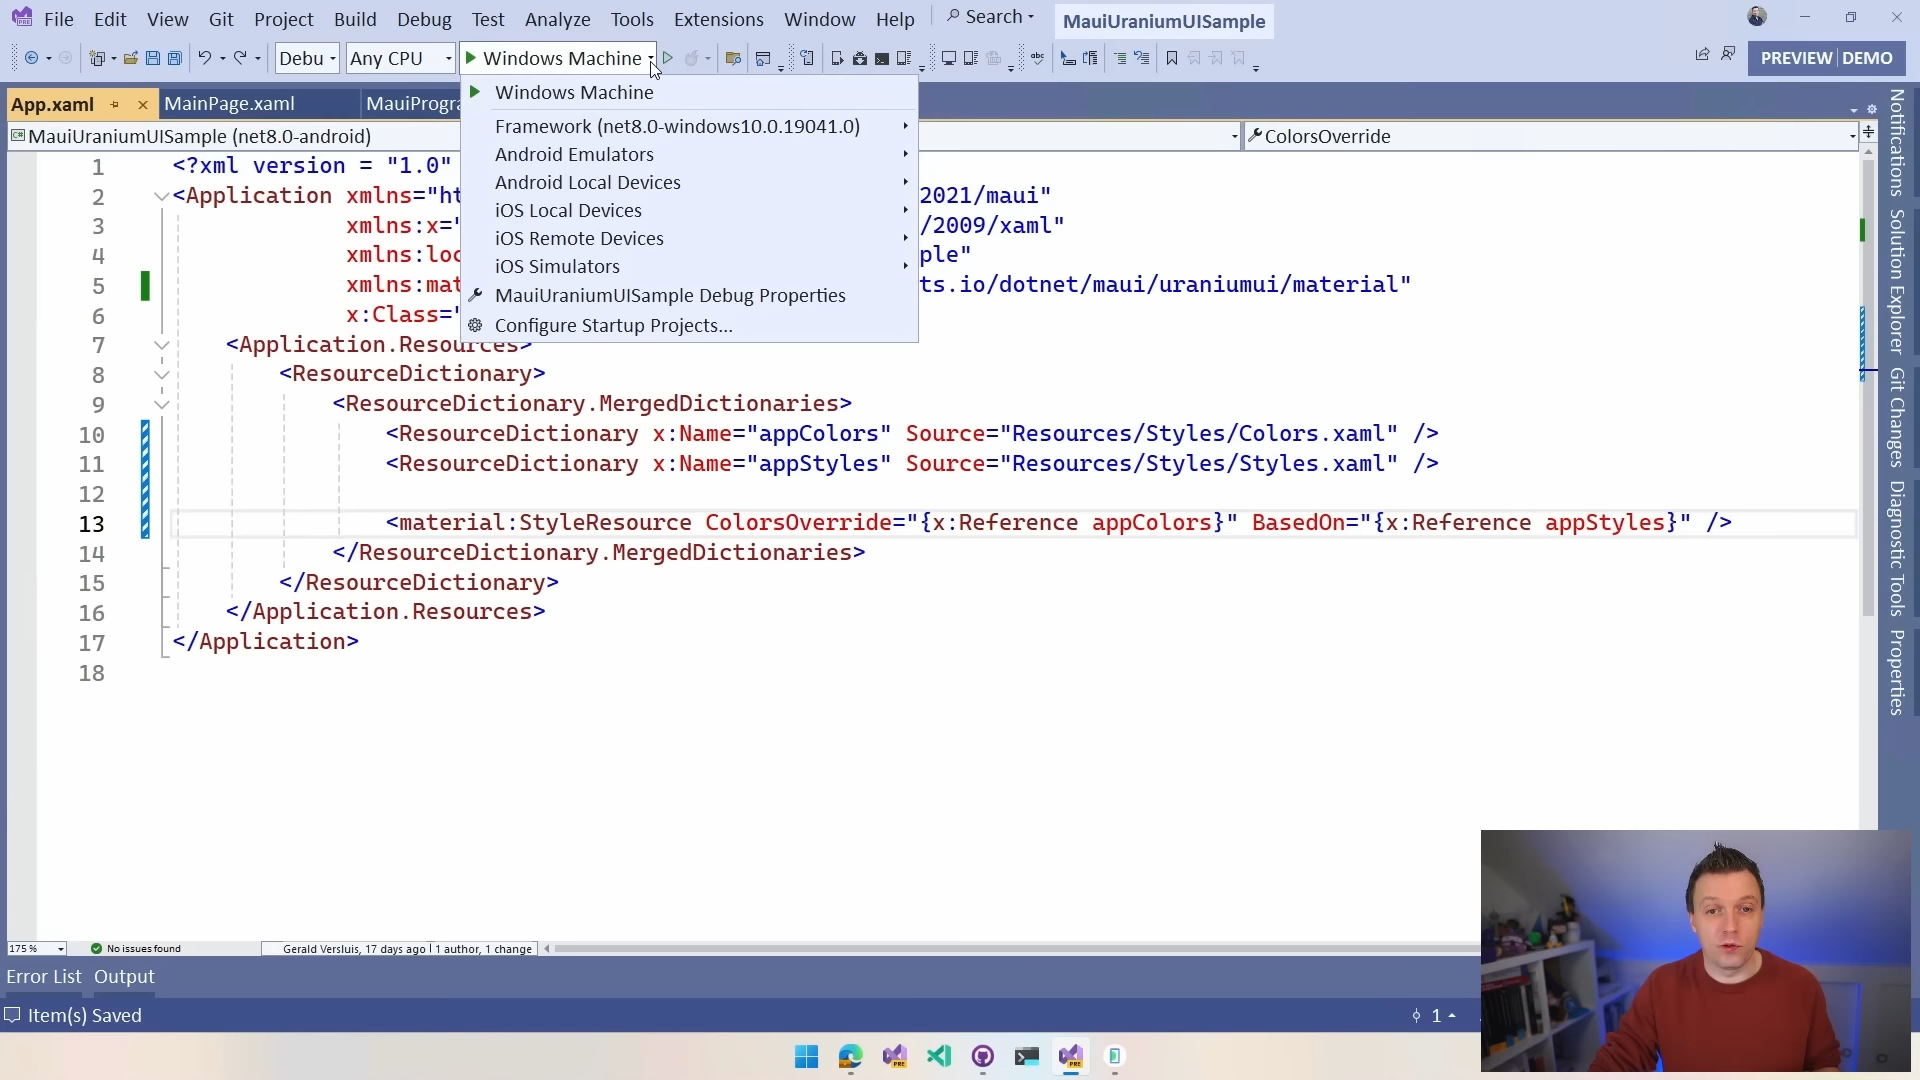 File Edit View Git Project Build Debug Test Analyze Tools Extensions Window Help Search MauiUraniumUISample
Debu Any CPU Windows Machine PREVIEW DEMO
App.xaml MainPage.xaml MauiProgra
Windows Machine
MauiUraniumUISample (net8.0-android) ColorsOverride
Framework (net8.0-windows10.0.19041.0)
Android Emulators
Android Local Devices
iOS Local Devices
iOS Remote Devices
iOS Simulators
MauiUraniumUISample Debug Properties
Configure Startup Projects...
1 <?xml version = "1.0"
2 <Application xmlns="ht 2021/maui"
3 xmlns:x=" /2009/xaml"
4 xmlns:loc ple"
5 xmlns:mat ts.io/dotnet/maui/uraniumui/material"
6 x:Class="
7 <Application.Resources>
8 <ResourceDictionary>
9 <ResourceDictionary.MergedDictionaries>
10 <ResourceDictionary x:Name="appColors" Source="Resources/Styles/Colors.xaml" />
11 <ResourceDictionary x:Name="appStyles" Source="Resources/Styles/Styles.xaml" />
12
13 <material:StyleResource ColorsOverride="{x:Reference appColors}" BasedOn="{x:Reference appStyles}" />
14 </ResourceDictionary.MergedDictionaries>
15 </ResourceDictionary>
16 </Application.Resources>
17 </Application>
18
Notifications
Solution Explorer
Git Changes
Diagnostic Tools
Properties
175 % No issues found Gerald Versluis, 17 days ago | 1 author, 1 change
Error List Output
Item(s) Saved 1